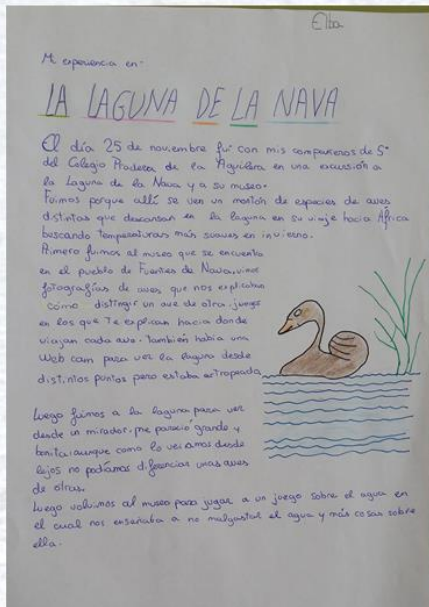 Elba
Mi experiencia en:
LA LAGUNA DE LA NAVA
El día 25 de noviembre fui con mis compañeros de 5º
del Colegio Pradera de la Aguilera en una excursión a
la Laguna de la Nava y a su museo.
Fuimos porque allí se ven un montón de especies de aves
distintas que descansan en la laguna en su viaje hacia África
buscando temperaturas más suaves en invierno.
Primero fuimos al museo que se encuentra
en el pueblo de Fuentes de Nava, vimos
fotografías de aves que nos explicaban
cómo distinguir un ave de otra, juegos
en los que Te explican hacia donde
viajan cada ave. También había una
Web cam para ver la laguna desde
distintos puntos pero estaba estropeada.
Luego fuimos a la laguna para ver
desde un mirador. me pareció grande y
bonita: aunque como lo veíamos desde
lejos no podíamos diferenciar unas aves
de otras.
Luego volvimos al museo para jugar a un juego sobre el agua en
el cual nos enseñaba a no malgastar el agua y más cosas sobre
ella.